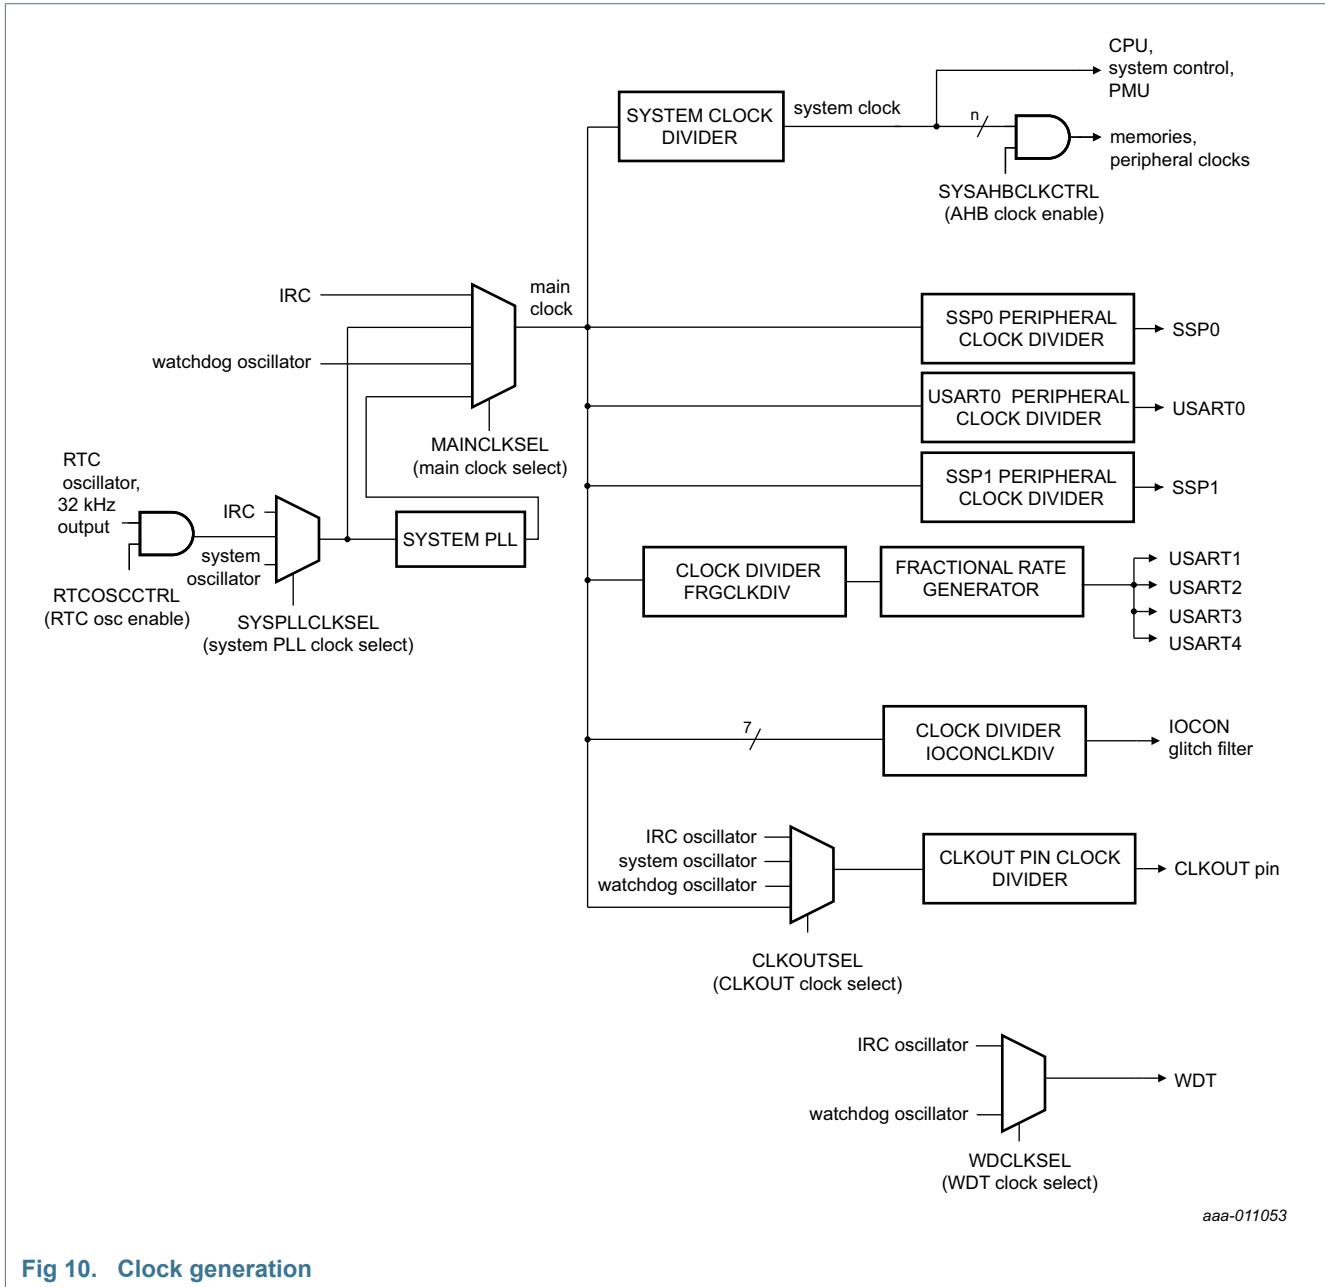 CPU,
system control,
PMU
SYSTEM CLOCK
DIVIDER
system clock
n
memories,
peripheral clocks
SYSAHBCLKCTRL
(AHB clock enable)
IRC
main
clock
watchdog oscillator
MAINCLKSEL
(main clock select)
SSP0 PERIPHERAL
CLOCK DIVIDER
SSP0
USART0 PERIPHERAL
CLOCK DIVIDER
USART0
SSP1 PERIPHERAL
CLOCK DIVIDER
SSP1
RTC
oscillator,
32 kHz
output
RTCOSCCTRL
(RTC osc enable)
IRC
system
oscillator
SYSPLLCLKSEL
(system PLL clock select)
SYSTEM PLL
CLOCK DIVIDER
FRGCLKDIV
FRACTIONAL RATE
GENERATOR
USART1
USART2
USART3
USART4
7
CLOCK DIVIDER
IOCONCLKDIV
IOCON
glitch filter
IRC oscillator
system oscillator
watchdog oscillator
CLKOUTSEL
(CLKOUT clock select)
CLKOUT PIN CLOCK
DIVIDER
CLKOUT pin
IRC oscillator
watchdog oscillator
WDT
WDCLKSEL
(WDT clock select)
aaa-011053
Fig 10. Clock generation